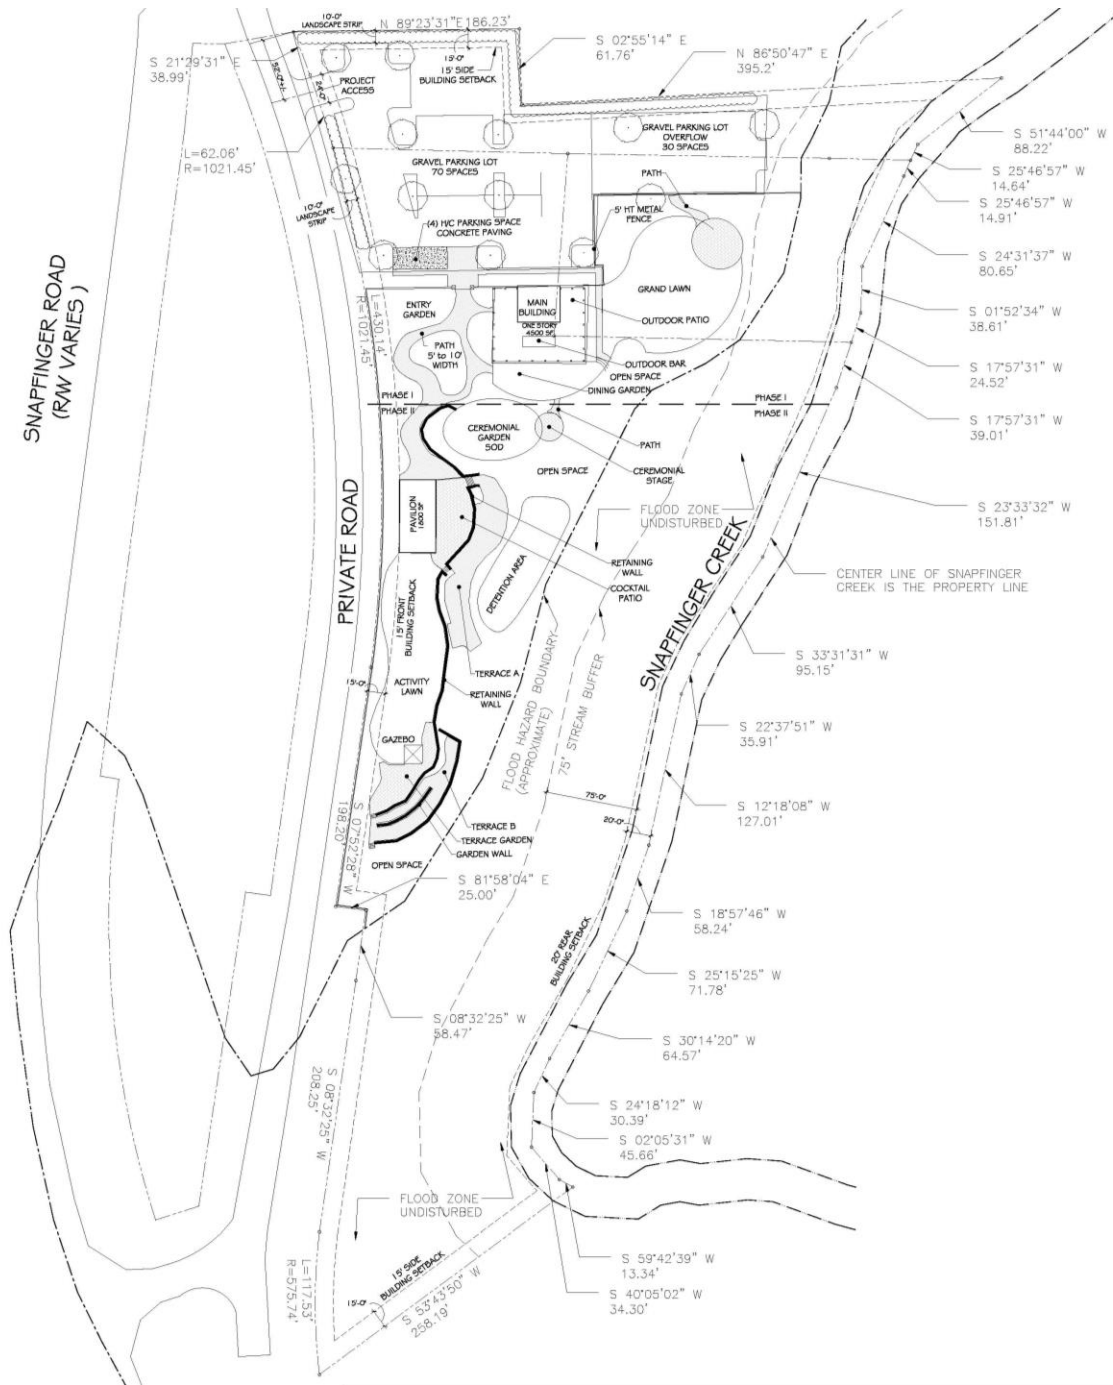 10'-0"
LANDSCAPE STRIP
N 89°23'31"E 186.23'
S 02°55'14" E
61.76'
N 86°50'47" E
395.2'
S 21°29'31" E
38.99'
15'-0"
15' SIDE
BUILDING SETBACK
PROJECT
ACCESS
24'-0"
L=62.06'
R=1021.45'
GRAVEL PARKING LOT
OVERFLOW
30 SPACES
GRAVEL PARKING LOT
70 SPACES
S 51°44'00" W
88.22'
S 25°46'57" W
14.64'
S 25°46'57" W
14.91'
PATH
10'-0"
LANDSCAPE
STRIP
(4) H/C PARKING SPACE
CONCRETE PAVING
5' HT METAL
FENCE
S 24°31'37" W
80.65'
SNAPFINGER ROAD
(R/W VARIES )
L=430.14'
R=1021.45'
ENTRY
GARDEN
MAIN
BUILDING
ONE STORY
4500 SF
GRAND LAWN
OUTDOOR PATIO
S 01°52'34" W
38.61'
PATH
5' to 10'
WIDTH
OUTDOOR BAR
OPEN SPACE
DINING GARDEN
S 17°57'31" W
24.52'
PHASE I
PHASE II
PHASE I
PHASE II
S 17°57'31" W
39.01'
CEREMONIAL
GARDEN
SOD
PATH
OPEN SPACE
CEREMONIAL
STAGE
PAVILION
1800 SF
FLOOD ZONE
UNDISTURBED
S 23°33'32" W
151.81'
PRIVATE ROAD
SNAPFINGER CREEK
RETAINING
WALL
COCKTAIL
PATIO
DETENTION AREA
CENTER LINE OF SNAPFINGER
CREEK IS THE PROPERTY LINE
15' FRONT
BUILDING SETBACK
S 33°31'31" W
95.15'
15'-0"
ACTIVITY
LAWN
TERRACE A
RETAINING
WALL
FLOOD HAZARD BOUNDARY
(APPROXIMATE)
75' STREAM BUFFER
S 22°37'51" W
35.91'
GAZEBO
75'-0"
20'-0"
S 12°18'08" W
127.01'
S 07°52'28" W
198.20'
TERRACE B
TERRACE GARDEN
GARDEN WALL
OPEN SPACE
S 81°58'04" E
25.00'
S 18°57'46" W
58.24'
20' REAR
BUILDING SETBACK
S 25°15'25" W
71.78'
S 08°32'25" W
58.47'
S 30°14'20" W
64.57'
S 08°32'25" W
208.25'
S 24°18'12" W
30.39'
S 02°05'31" W
45.66'
FLOOD ZONE
UNDISTURBED
15' SIDE
BUILDING SETBACK
S 59°42'39" W
13.34'
S 40°05'02" W
34.30'
L=117.53'
R=575.74'
15'-0"
S 53°43'50" W
258.19'